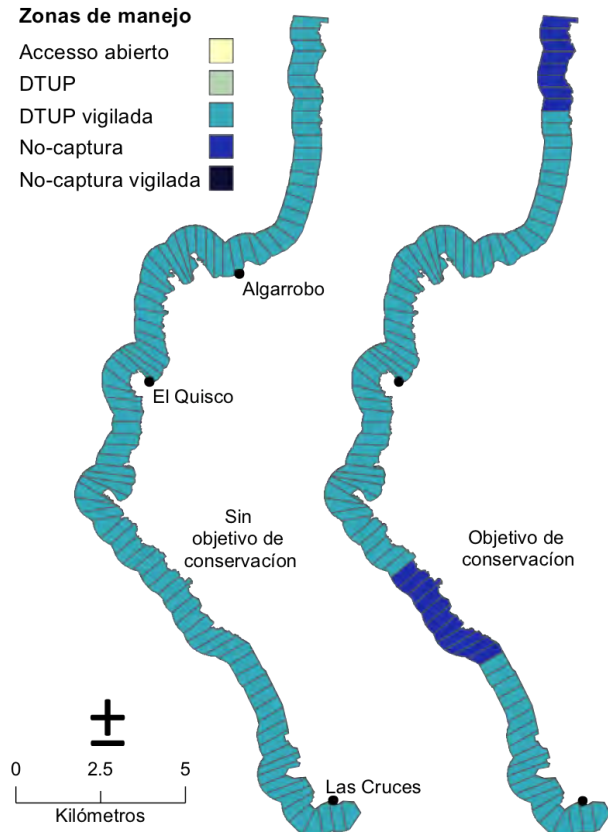 Zonas de manejo
Accesso abierto
DTUP
DTUP vigilada
No-captura
No-captura vigilada
Algarrobo
El Quisco
Sin
objetivo de
conservacíon
Objetivo de
conservacíon
0 2.5 5
Kilómetros
Las Cruces